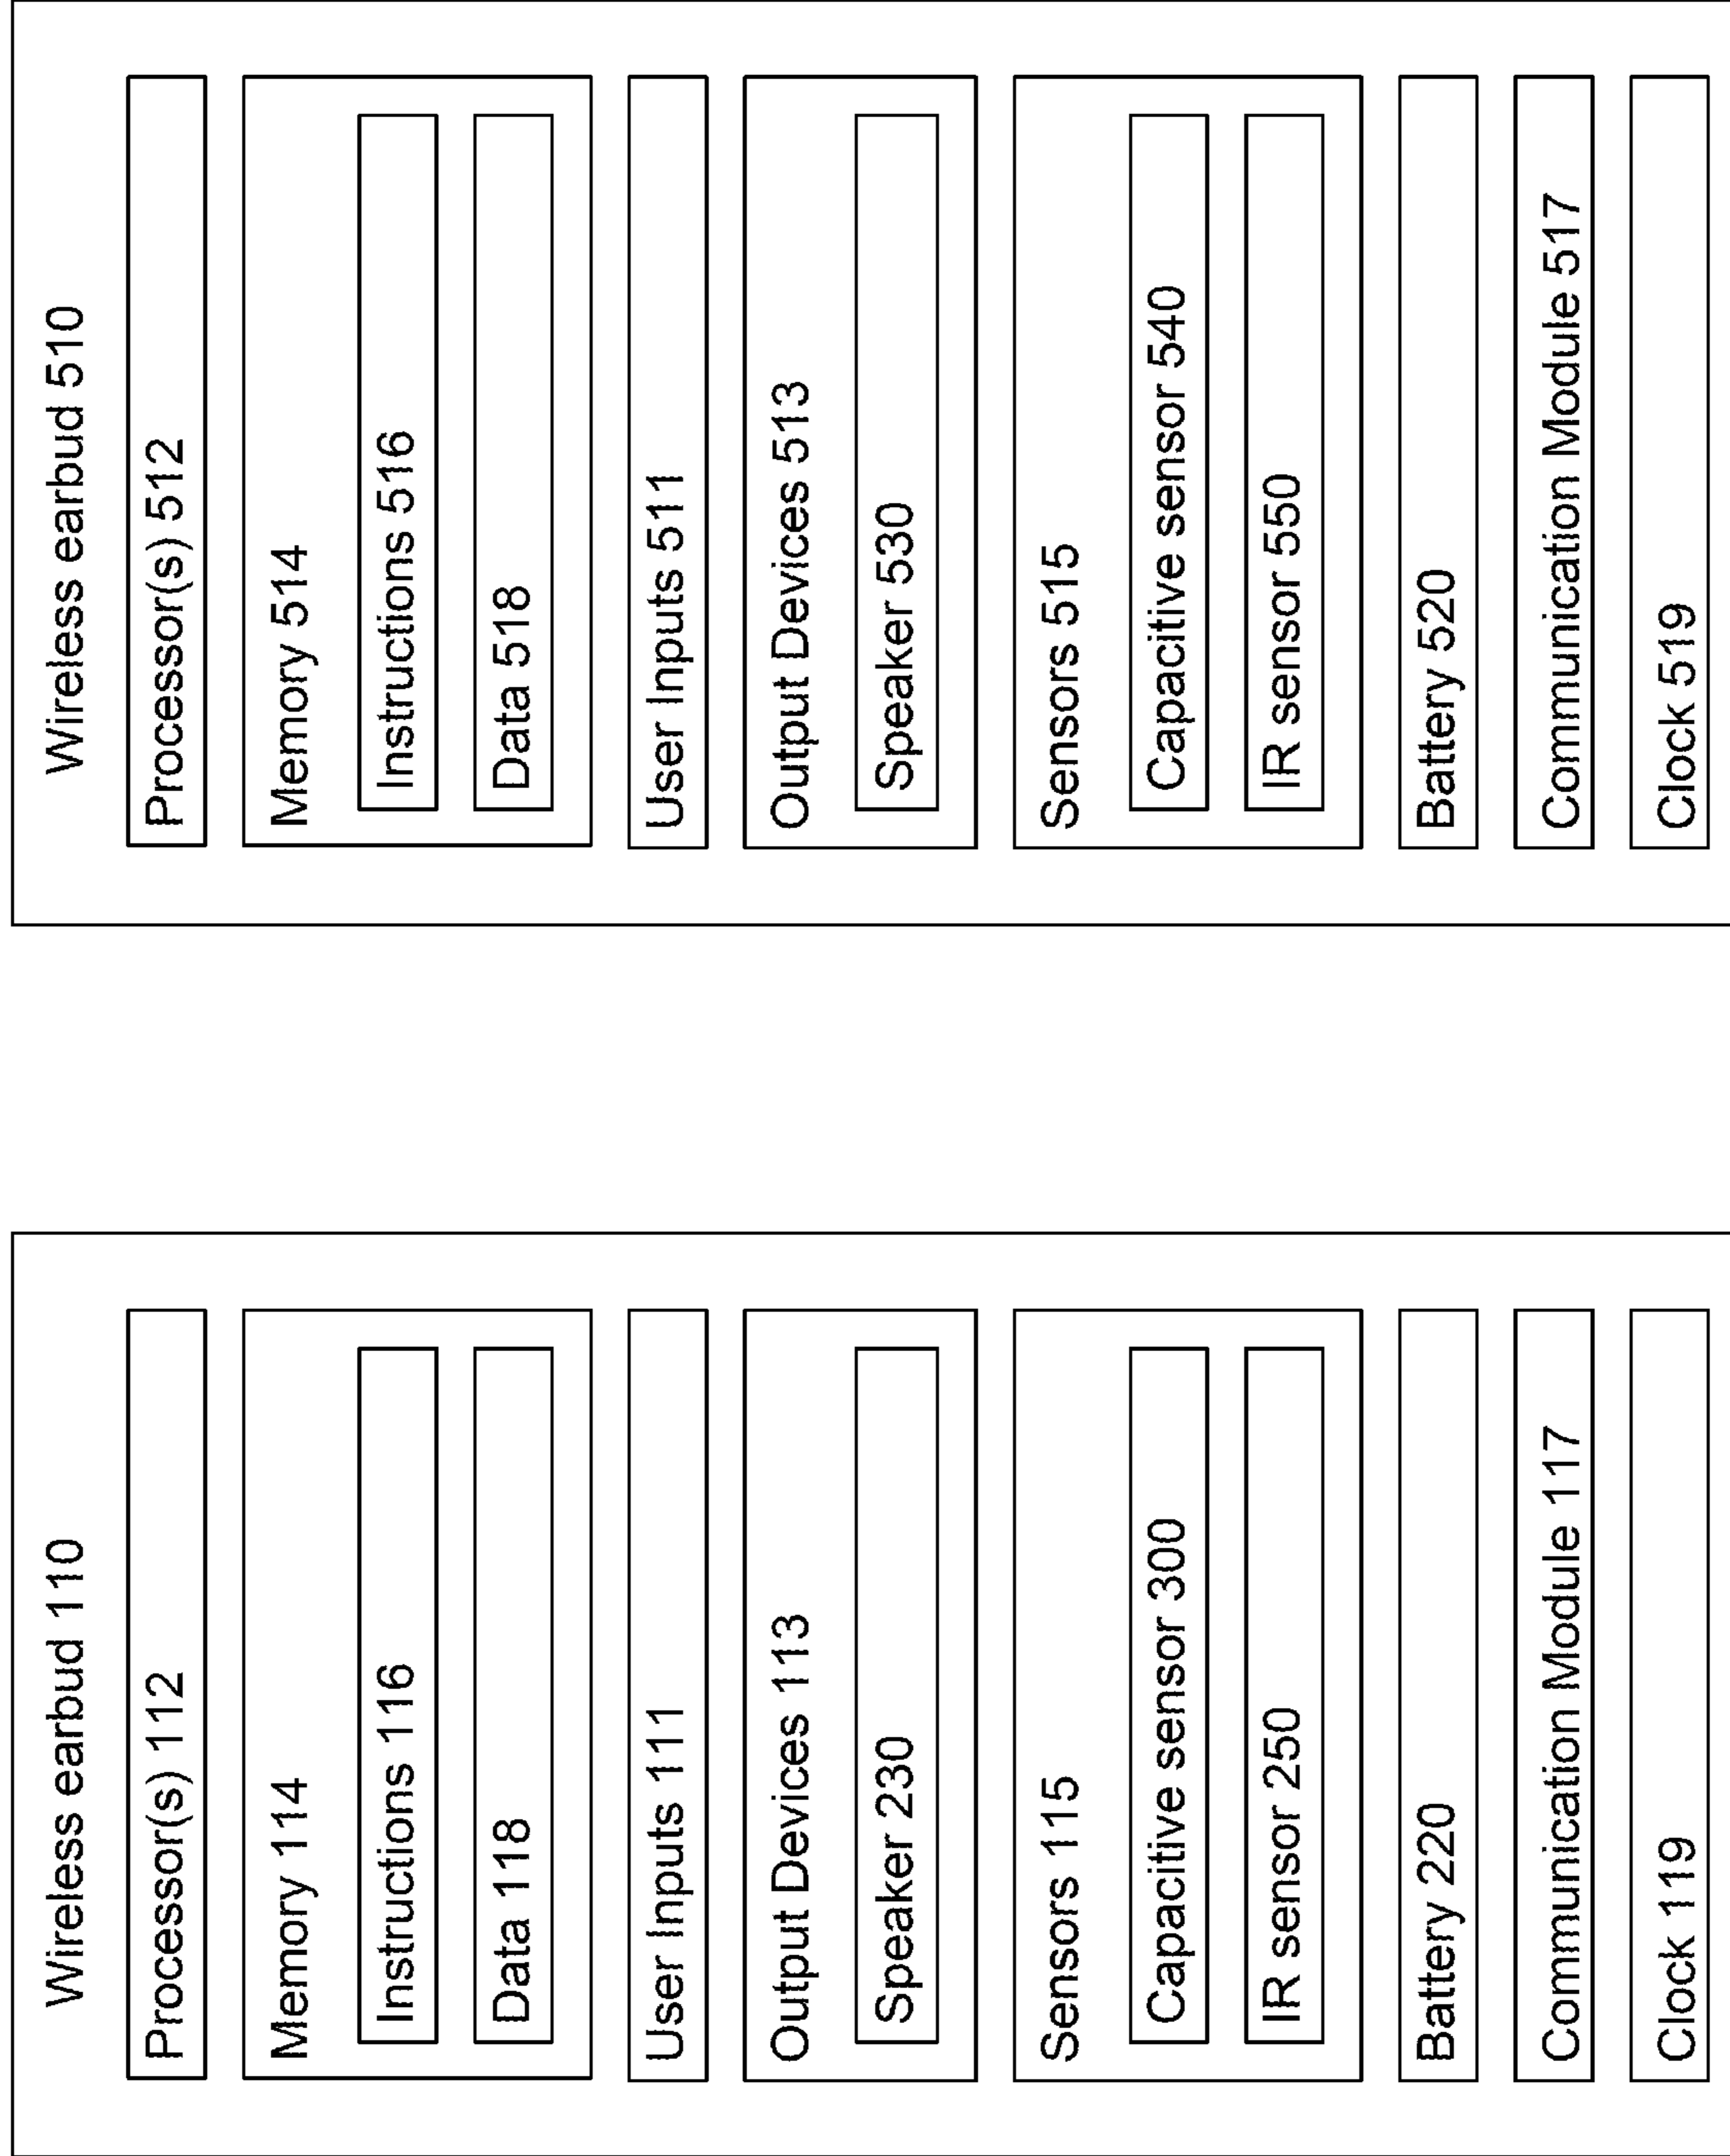 Wireless earbud 110
Processor(s) 112
Memory 114
Instructions 116
Data 118
User Inputs 111
Output Devices 113
Speaker 230
Sensors 115
Capacitive sensor 300
IR sensor 250
Battery 220
Communication Module 117
Clock 119
Wireless earbud 510
Processor(s) 512
Memory 514
Instructions 516
Data 518
User Inputs 511
Output Devices 513
Speaker 530
Sensors 515
Capacitive sensor 540
IR sensor 550
Battery 520
Communication Module 517
Clock 519